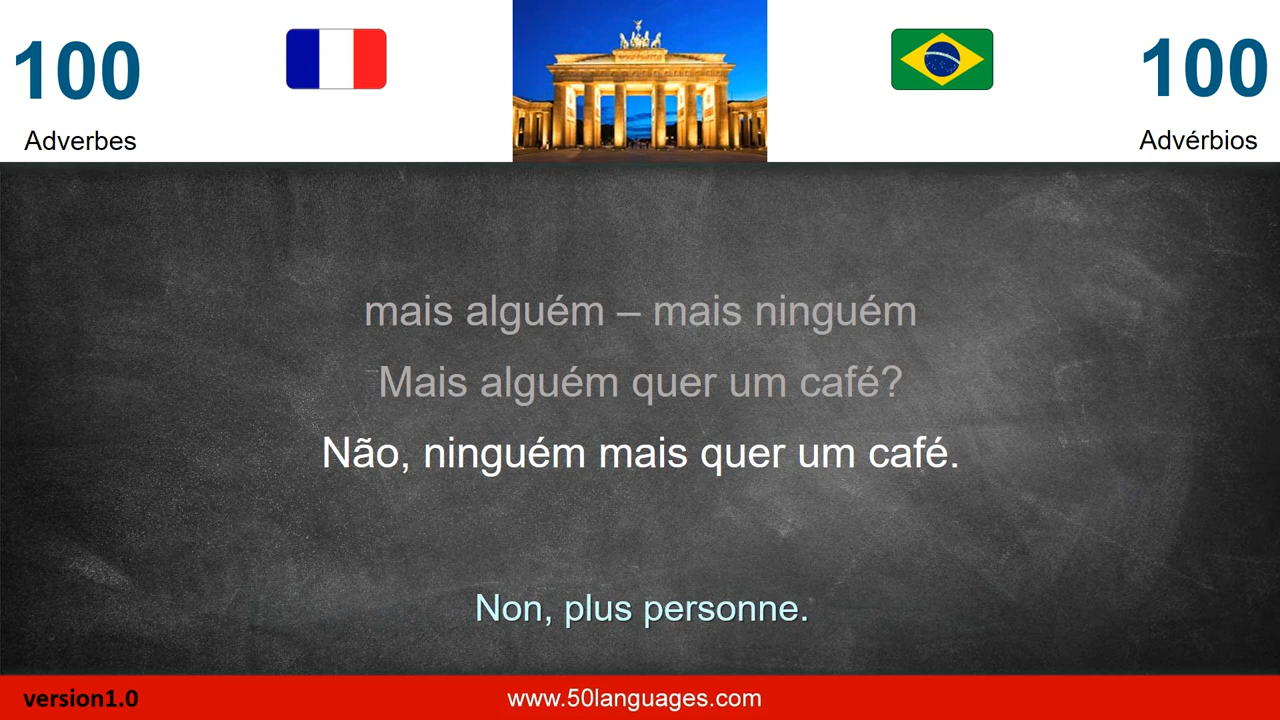 100
100
Adverbes
Advérbios
mais alguém – mais ninguém
Mais alguém quer um café?
Não, ninguém mais quer um café.
Non, plus personne.
version1.0
www.50languages.com